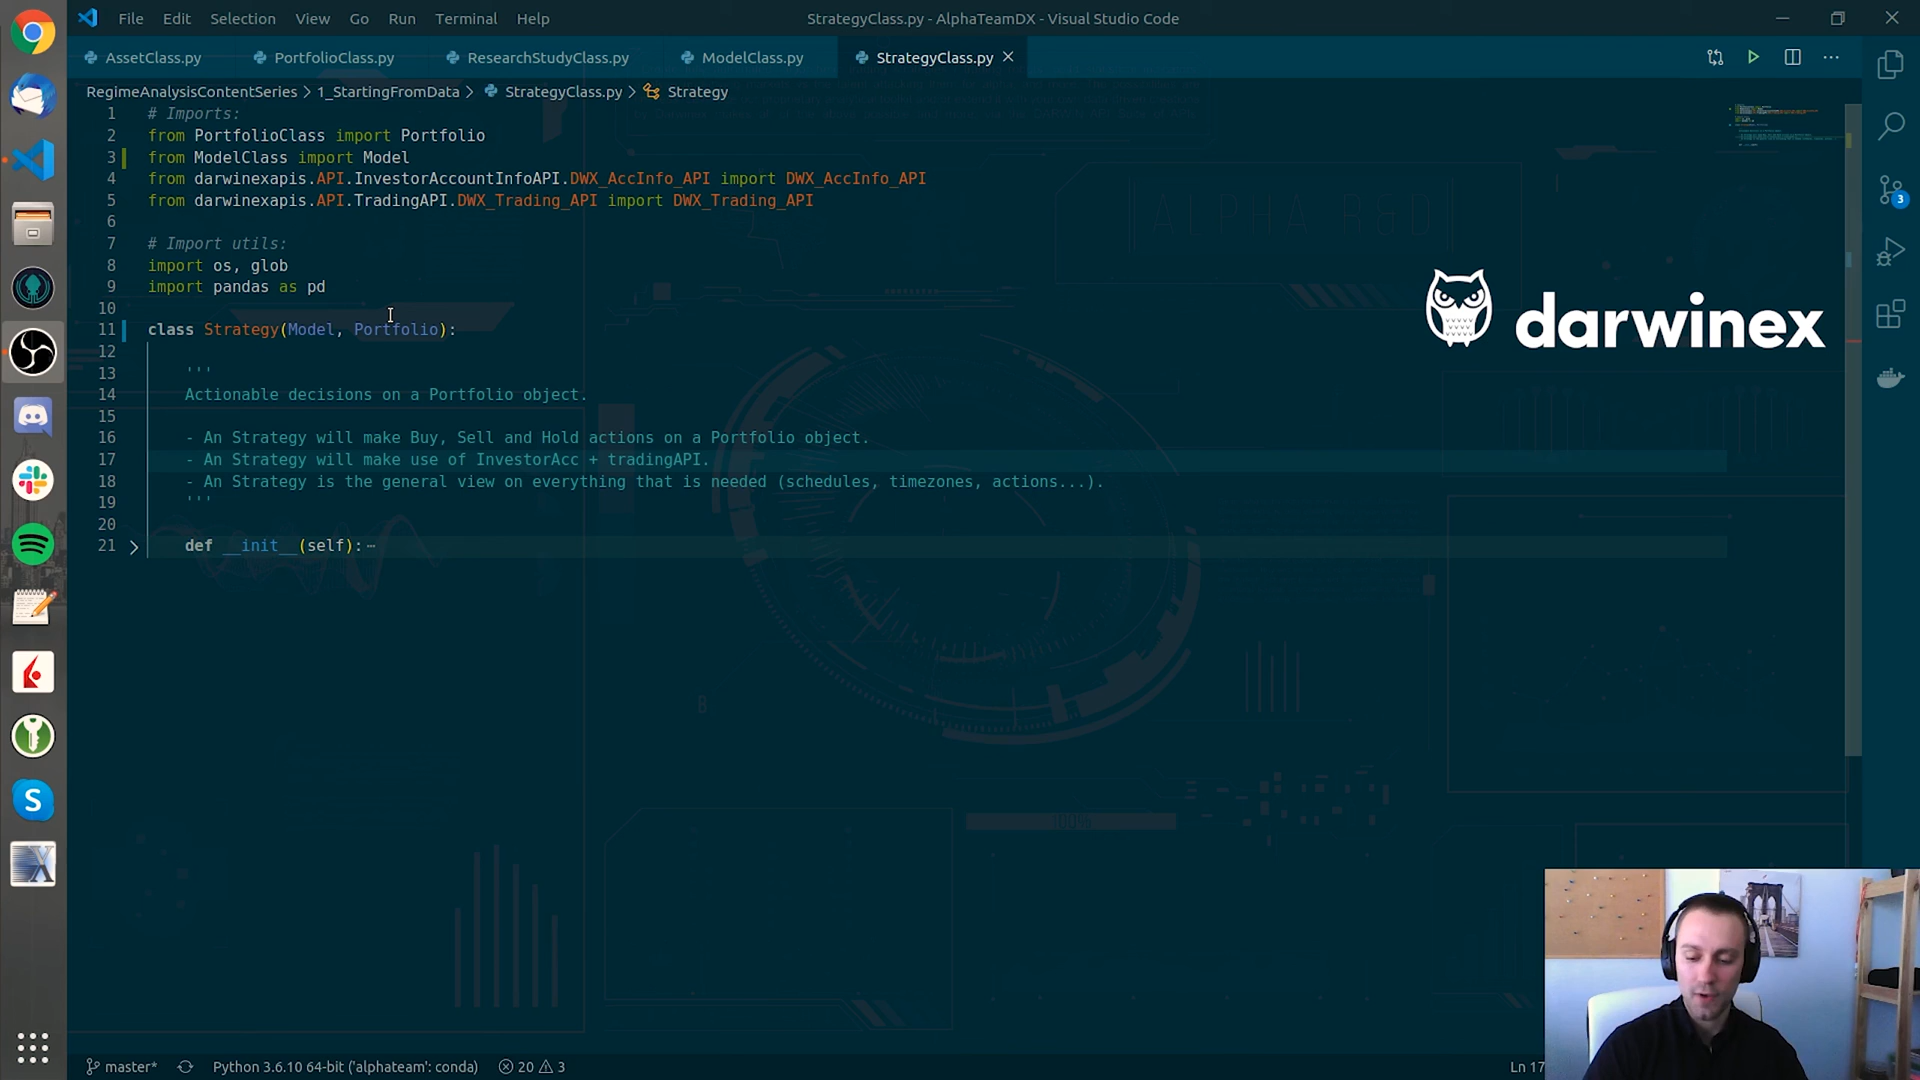 File Edit Selection View Go Run Terminal Help
StrategyClass.py - AlphaTeamDX - Visual Studio Code
AssetClass.py PortfolioClass.py ResearchStudyClass.py ModelClass.py StrategyClass.py
RegimeAnalysisContentSeries > 1_StartingFromData > StrategyClass.py > Strategy
1 # Imports:
2 from PortfolioClass import Portfolio
3 from ModelClass import Model
4 from darwinexapis.API.InvestorAccountInfoAPI.DWX_AccInfo_API import DWX_AccInfo_API
5 from darwinexapis.API.TradingAPI.DWX_Trading_API import DWX_Trading_API
6
7 # Import utils:
8 import os, glob
9 import pandas as pd
10
11 class Strategy(Model, Portfolio):
12
13 '''
14 Actionable decisions on a Portfolio object.
15
16 - An Strategy will make Buy, Sell and Hold actions on a Portfolio object.
17 - An Strategy will make use of InvestorAcc + tradingAPI.
18 - An Strategy is the general view on everything that is needed (schedules, timezones, actions...).
19 '''
20
21 def __init__(self):
ALPHA R&D
darwinex
3
100%
master* Python 3.6.10 64-bit ('alphateam': conda) 20 3
Ln 17